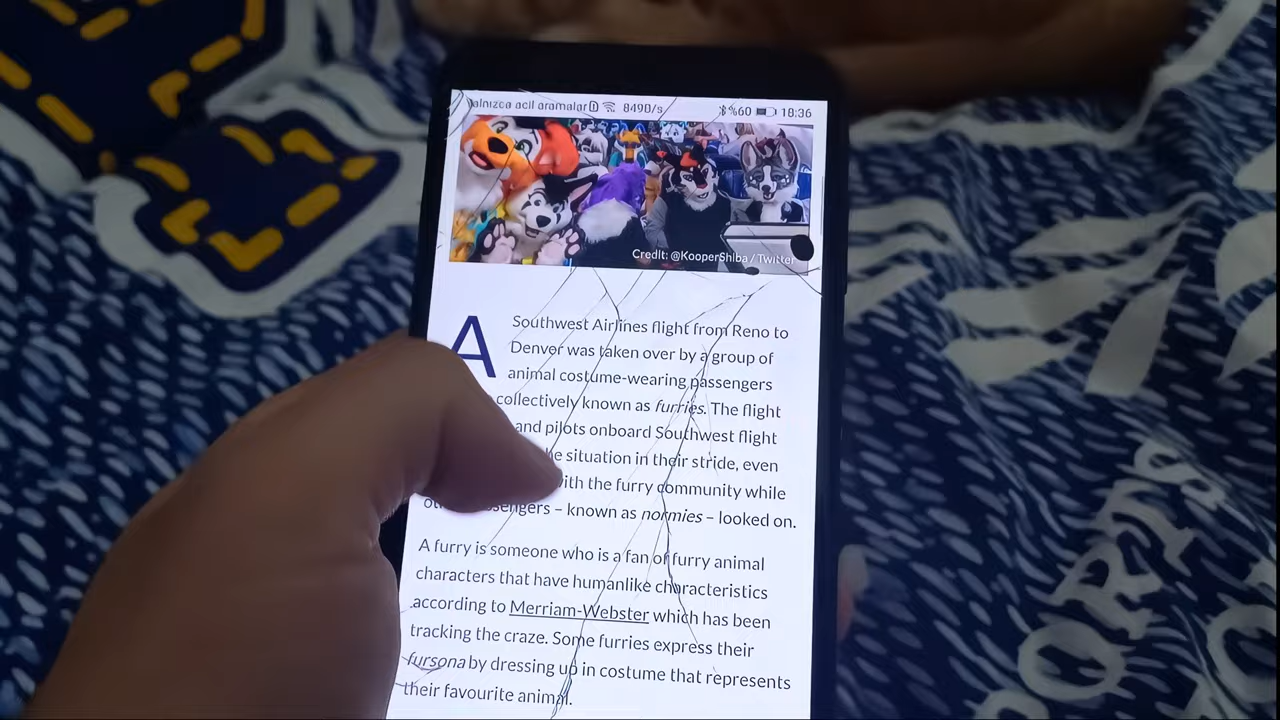 Yalnızca acil aramalar 849B/s %60 18:36
Credit: @KooperShiba / Twitter
A Southwest Airlines flight from Reno to
Denver was taken over by a group of
animal costume-wearing passengers
collectively known as furries. The flight
and pilots onboard Southwest flight
situation in their stride, even
with the furry community while
– known as normies – looked on.
A furry is someone who is a fan of furry animal
characters that have humanlike characteristics
according to Merriam-Webster which has been
tracking the craze. Some furries express their
fursona by dressing up in costume that represents
their favourite animal.